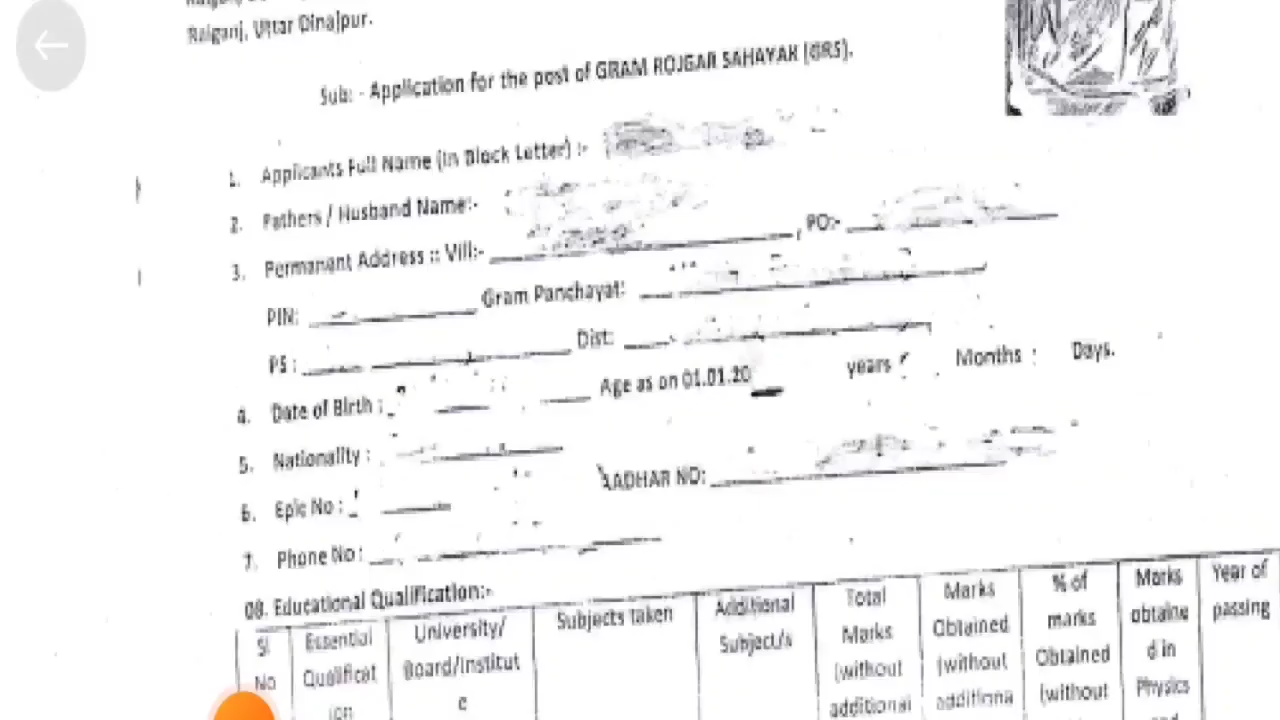 Raiganj, Uttar Dinajpur.
Sub: - Application for the post of GRAM ROJGAR SAHAYAK (GRS).
1. Applicants Full Name (In Block Letter) :-
2. Fathers / Husband Name:-
3. Permanent Address :: Vill:- , PO:-
PIN: Gram Panchayat:
PS : Dist:
4. Date of Birth : Age as on 01.01.20__ years Months Days.
5. Nationality :
AADHAR NO:
6. Epic No :
7. Phone No :
08. Educational Qualification:-
Sl No
Essential Qualificat ion
University/ Board/Institut e
Subjects Taken
Additional Subject/s
Total Marks (without additional
Marks Obtained (without additiona
% of marks Obtained (without
Marks obtaine d in Physics and
Year of passing